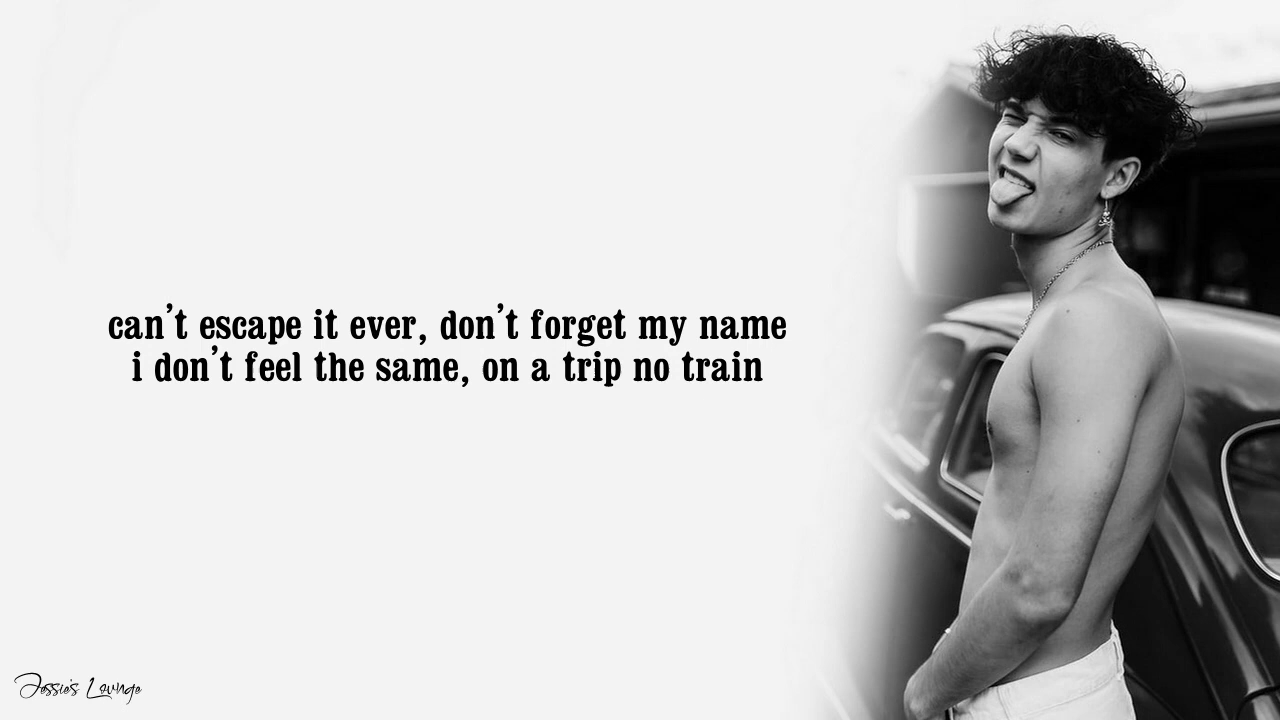 can't escape it ever, don't forget my name
i don't feel the same, on a trip no train
Jessie's Lounge